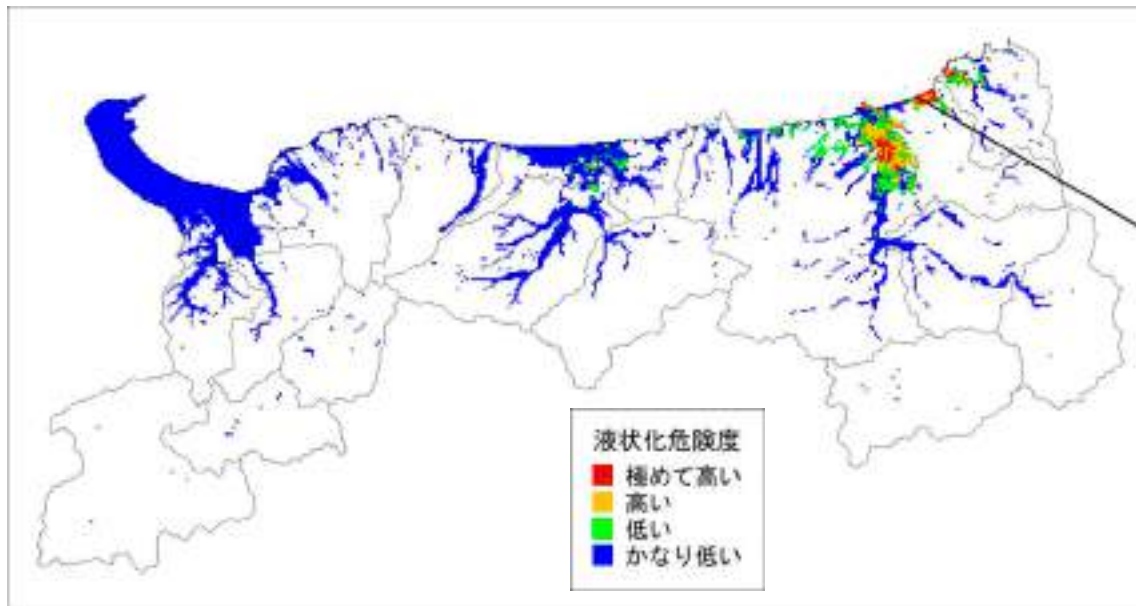 液状化危険度
極めて高い
高い
低い
かなり低い